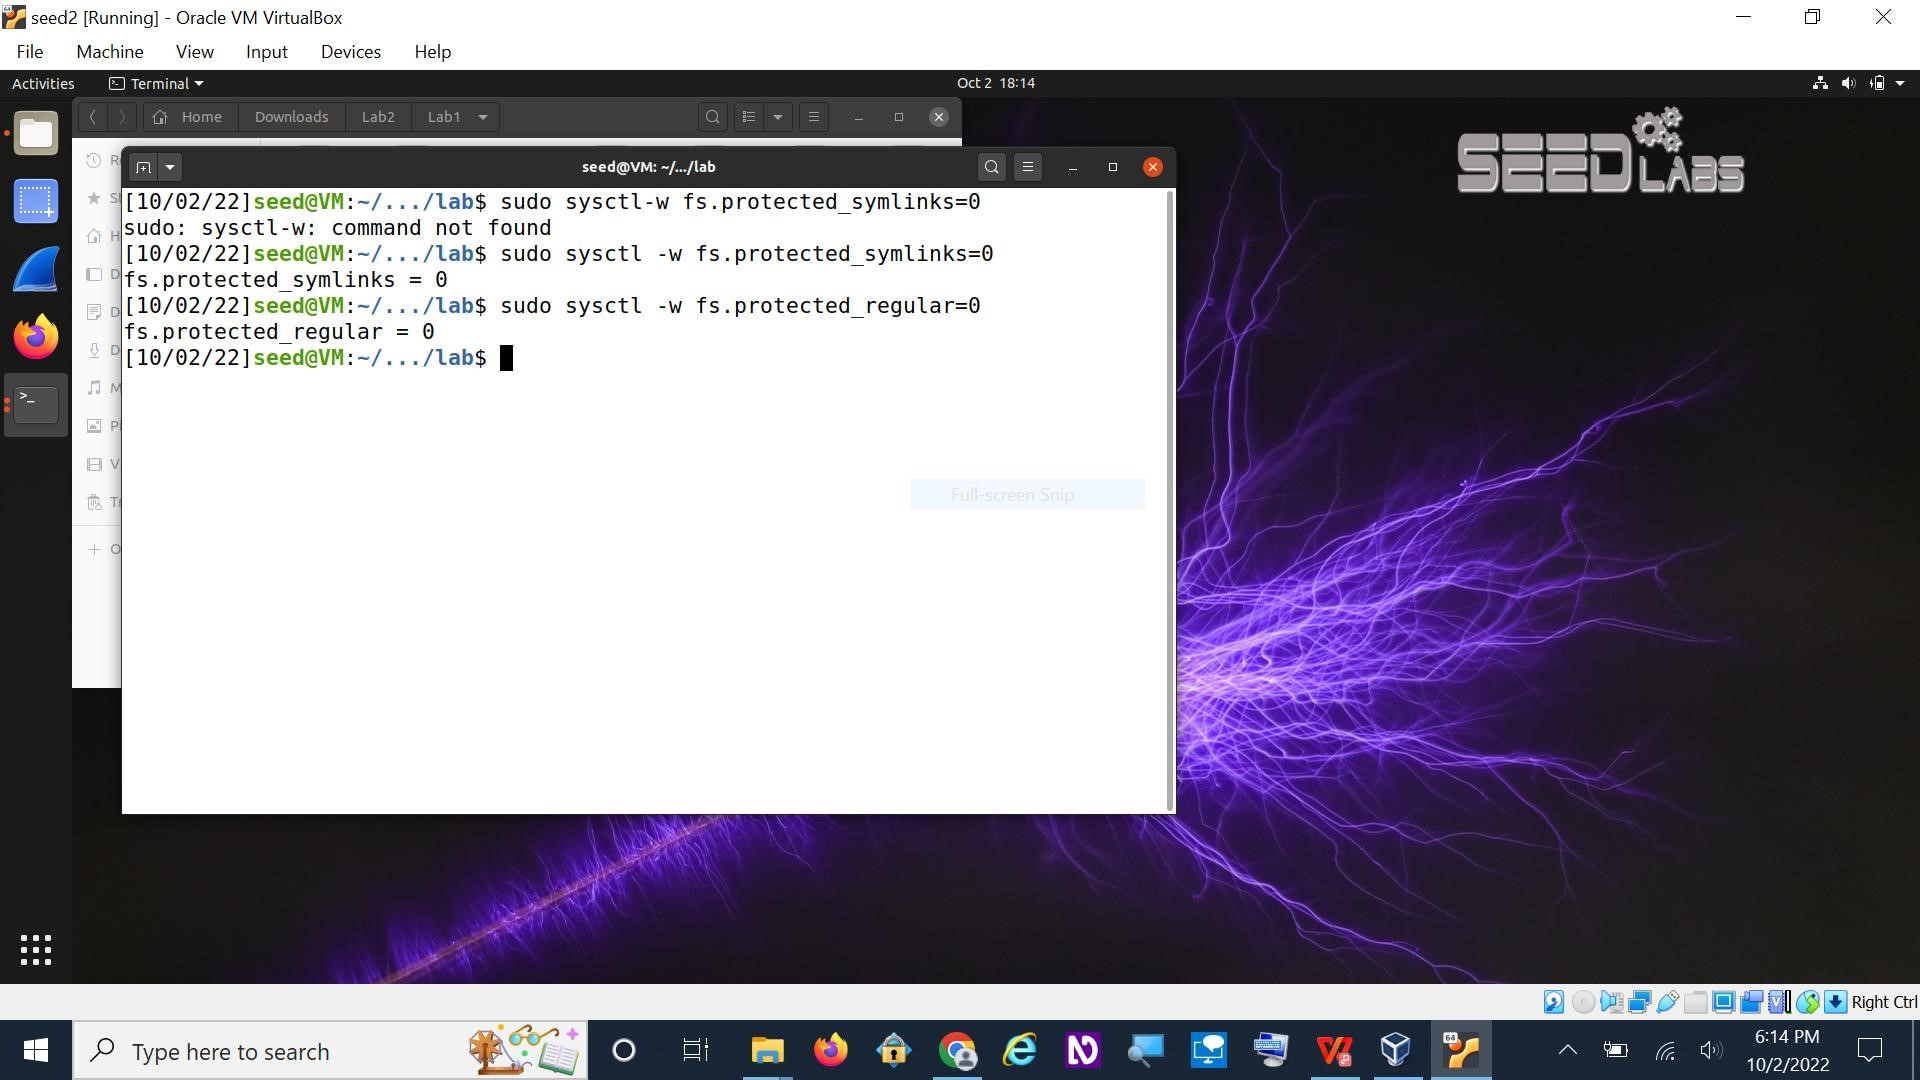 seed2 [Running] - Oracle VM VirtualBox
File Machine View Input Devices Help
Activities Terminal Oct 2 18:14
Home Downloads Lab2 Lab1
SEED LABS
seed@VM: ~/.../lab
[10/02/22]seed@VM:~/.../lab$ sudo sysctl-w fs.protected_symlinks=0
sudo: sysctl-w: command not found
[10/02/22]seed@VM:~/.../lab$ sudo sysctl -w fs.protected_symlinks=0
fs.protected_symlinks = 0
[10/02/22]seed@VM:~/.../lab$ sudo sysctl -w fs.protected_regular=0
fs.protected_regular = 0
[10/02/22]seed@VM:~/.../lab$
Full-screen Snip
Right Ctrl
Type here to search
64
6:14 PM
10/2/2022